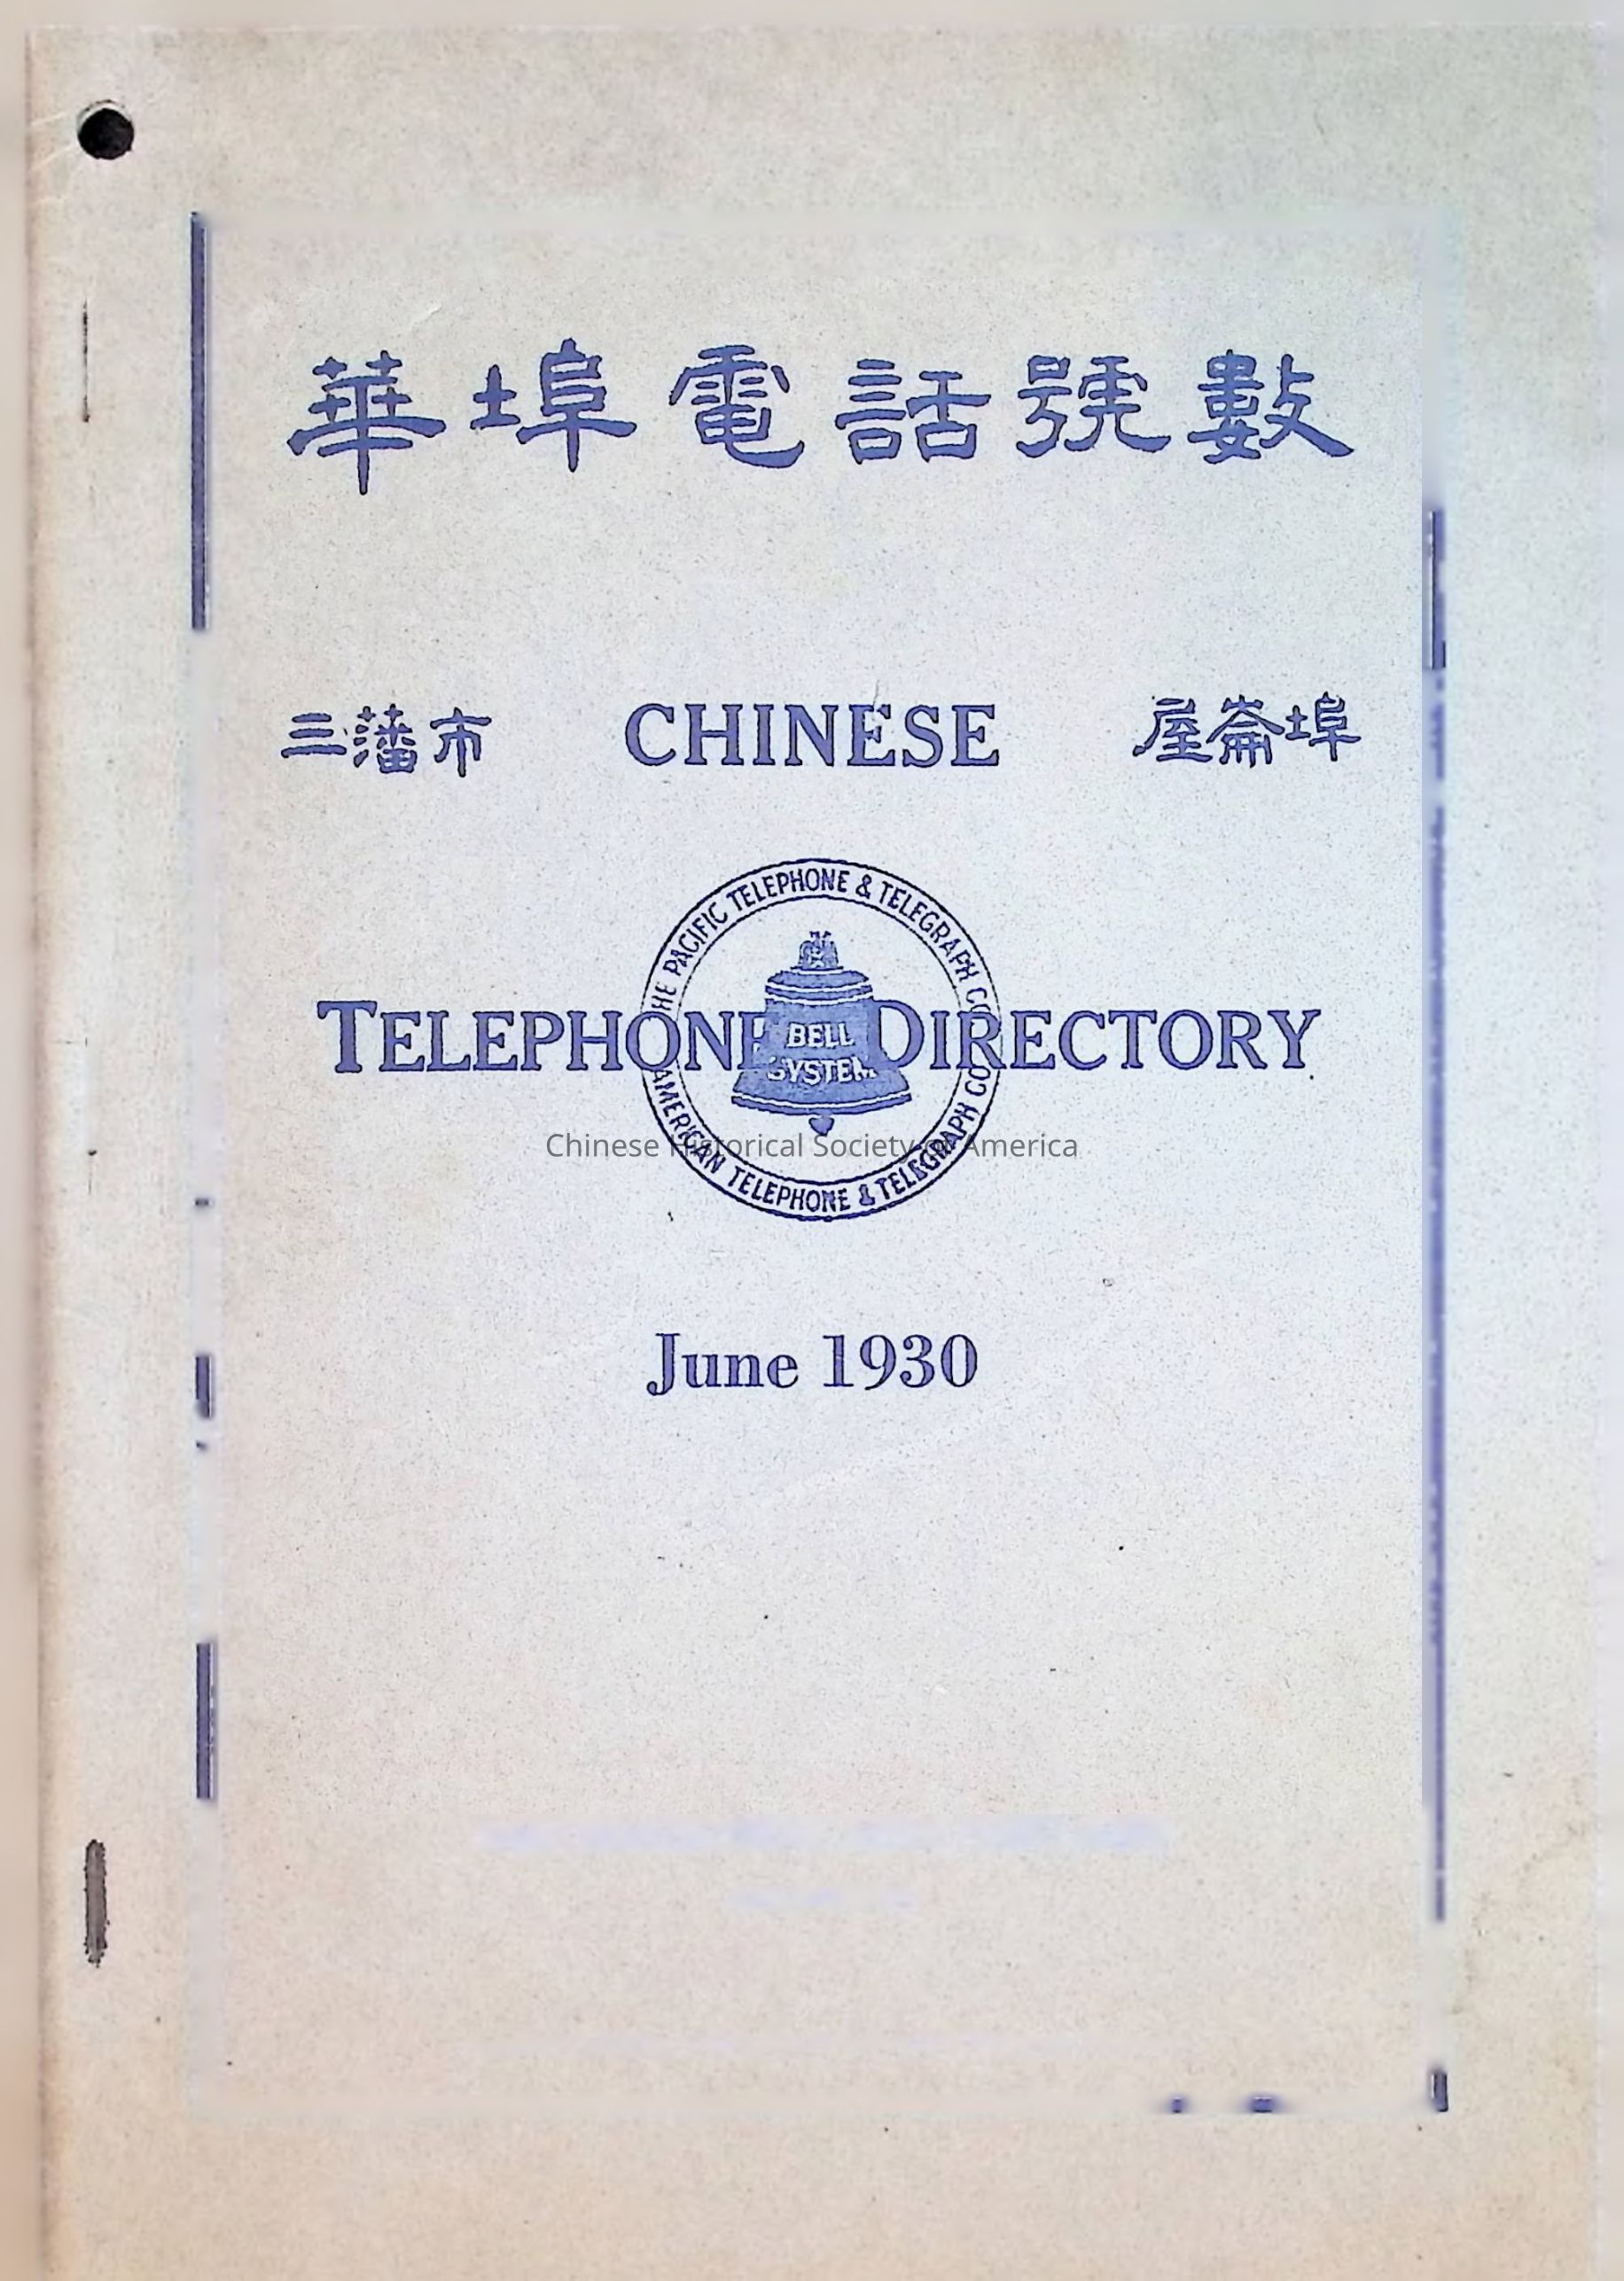 華埠電話號數
三藩市 CHINESE 屋崙埠
THE PACIFIC TELEPHONE & TELEGRAPH CO.
TELEPHONE DIRECTORY
BELL
SYSTEM
AMERICAN TELEPHONE & TELEGRAPH CO.
Chinese Historical Society of America
June 1930